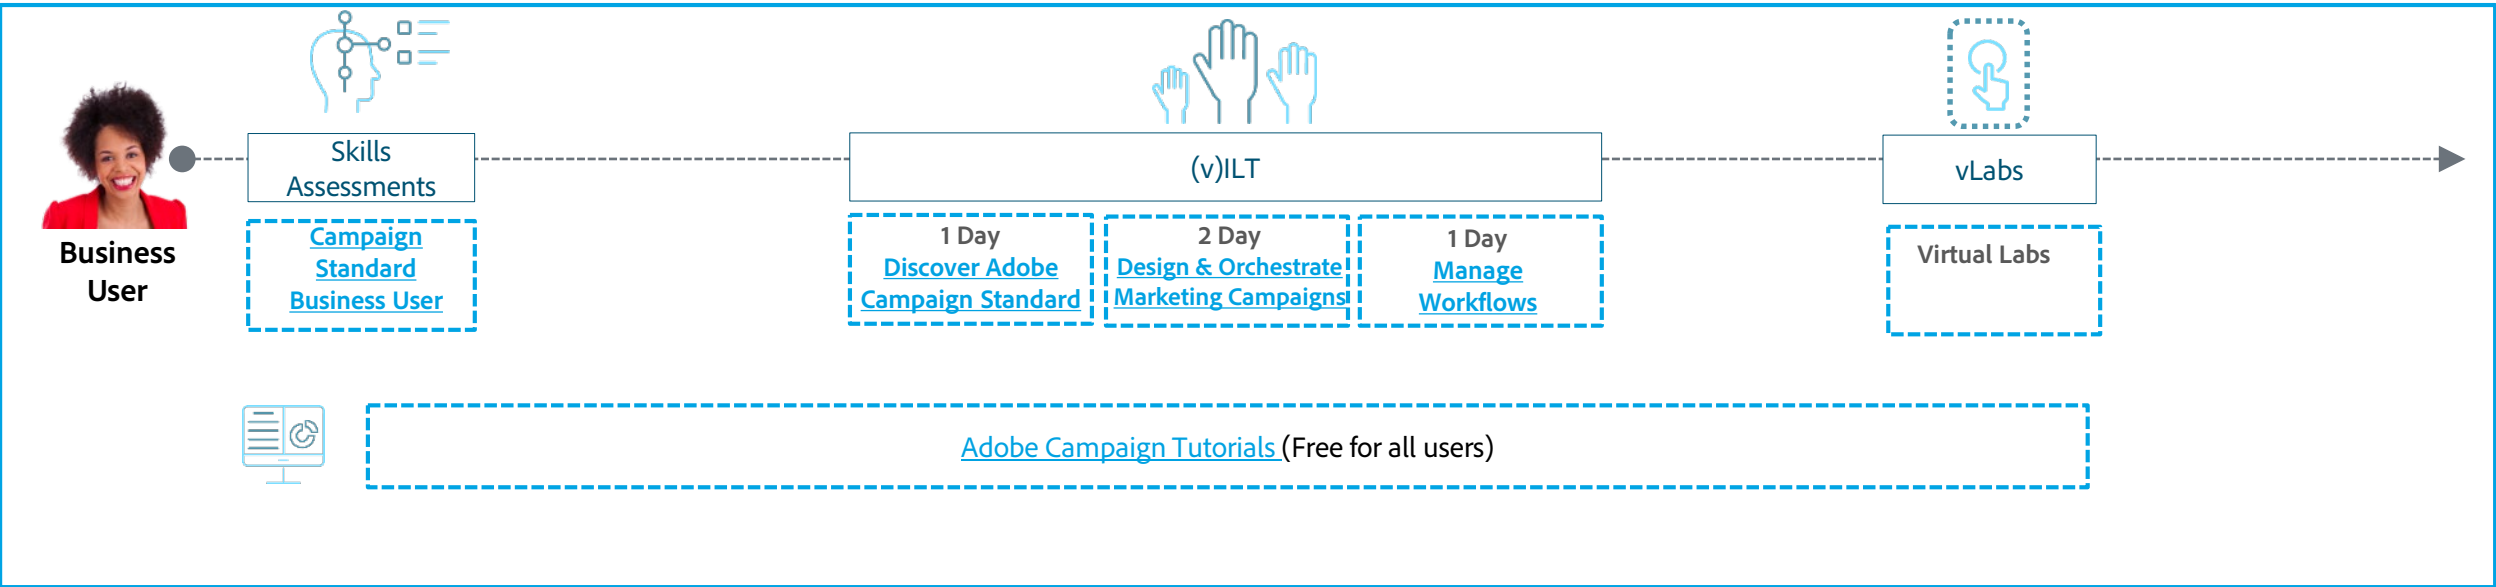 Skills
Assessments
(v)ILT
vLabs
Business
User
Campaign
Standard
Business User
1 Day
Discover Adobe
Campaign Standard
2 Day
Design & Orchestrate
Marketing Campaigns
1 Day
Manage
Workflows
Virtual Labs
Adobe Campaign Tutorials (Free for all users)